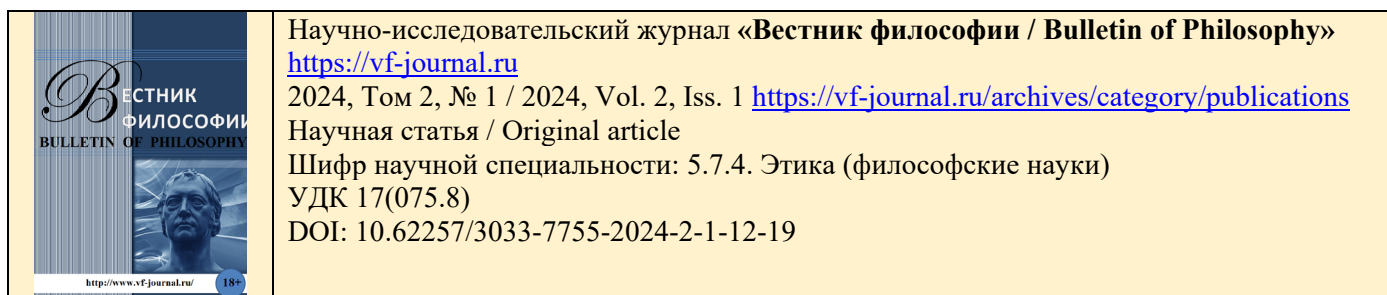 ВЕСТНИК
ФИЛОСОФИИ
BULLETIN OF PHILOSOPHY
http://www.vf-journal.ru/ 18+
Научно-исследовательский журнал «Вестник философии / Bulletin of Philosophy»
https://vf-journal.ru
2024, Том 2, № 1 / 2024, Vol. 2, Iss. 1 https://vf-journal.ru/archives/category/publications
Научная статья / Original article
Шифр научной специальности: 5.7.4. Этика (философские науки)
УДК 17(075.8)
DOI: 10.62257/3033-7755-2024-2-1-12-19